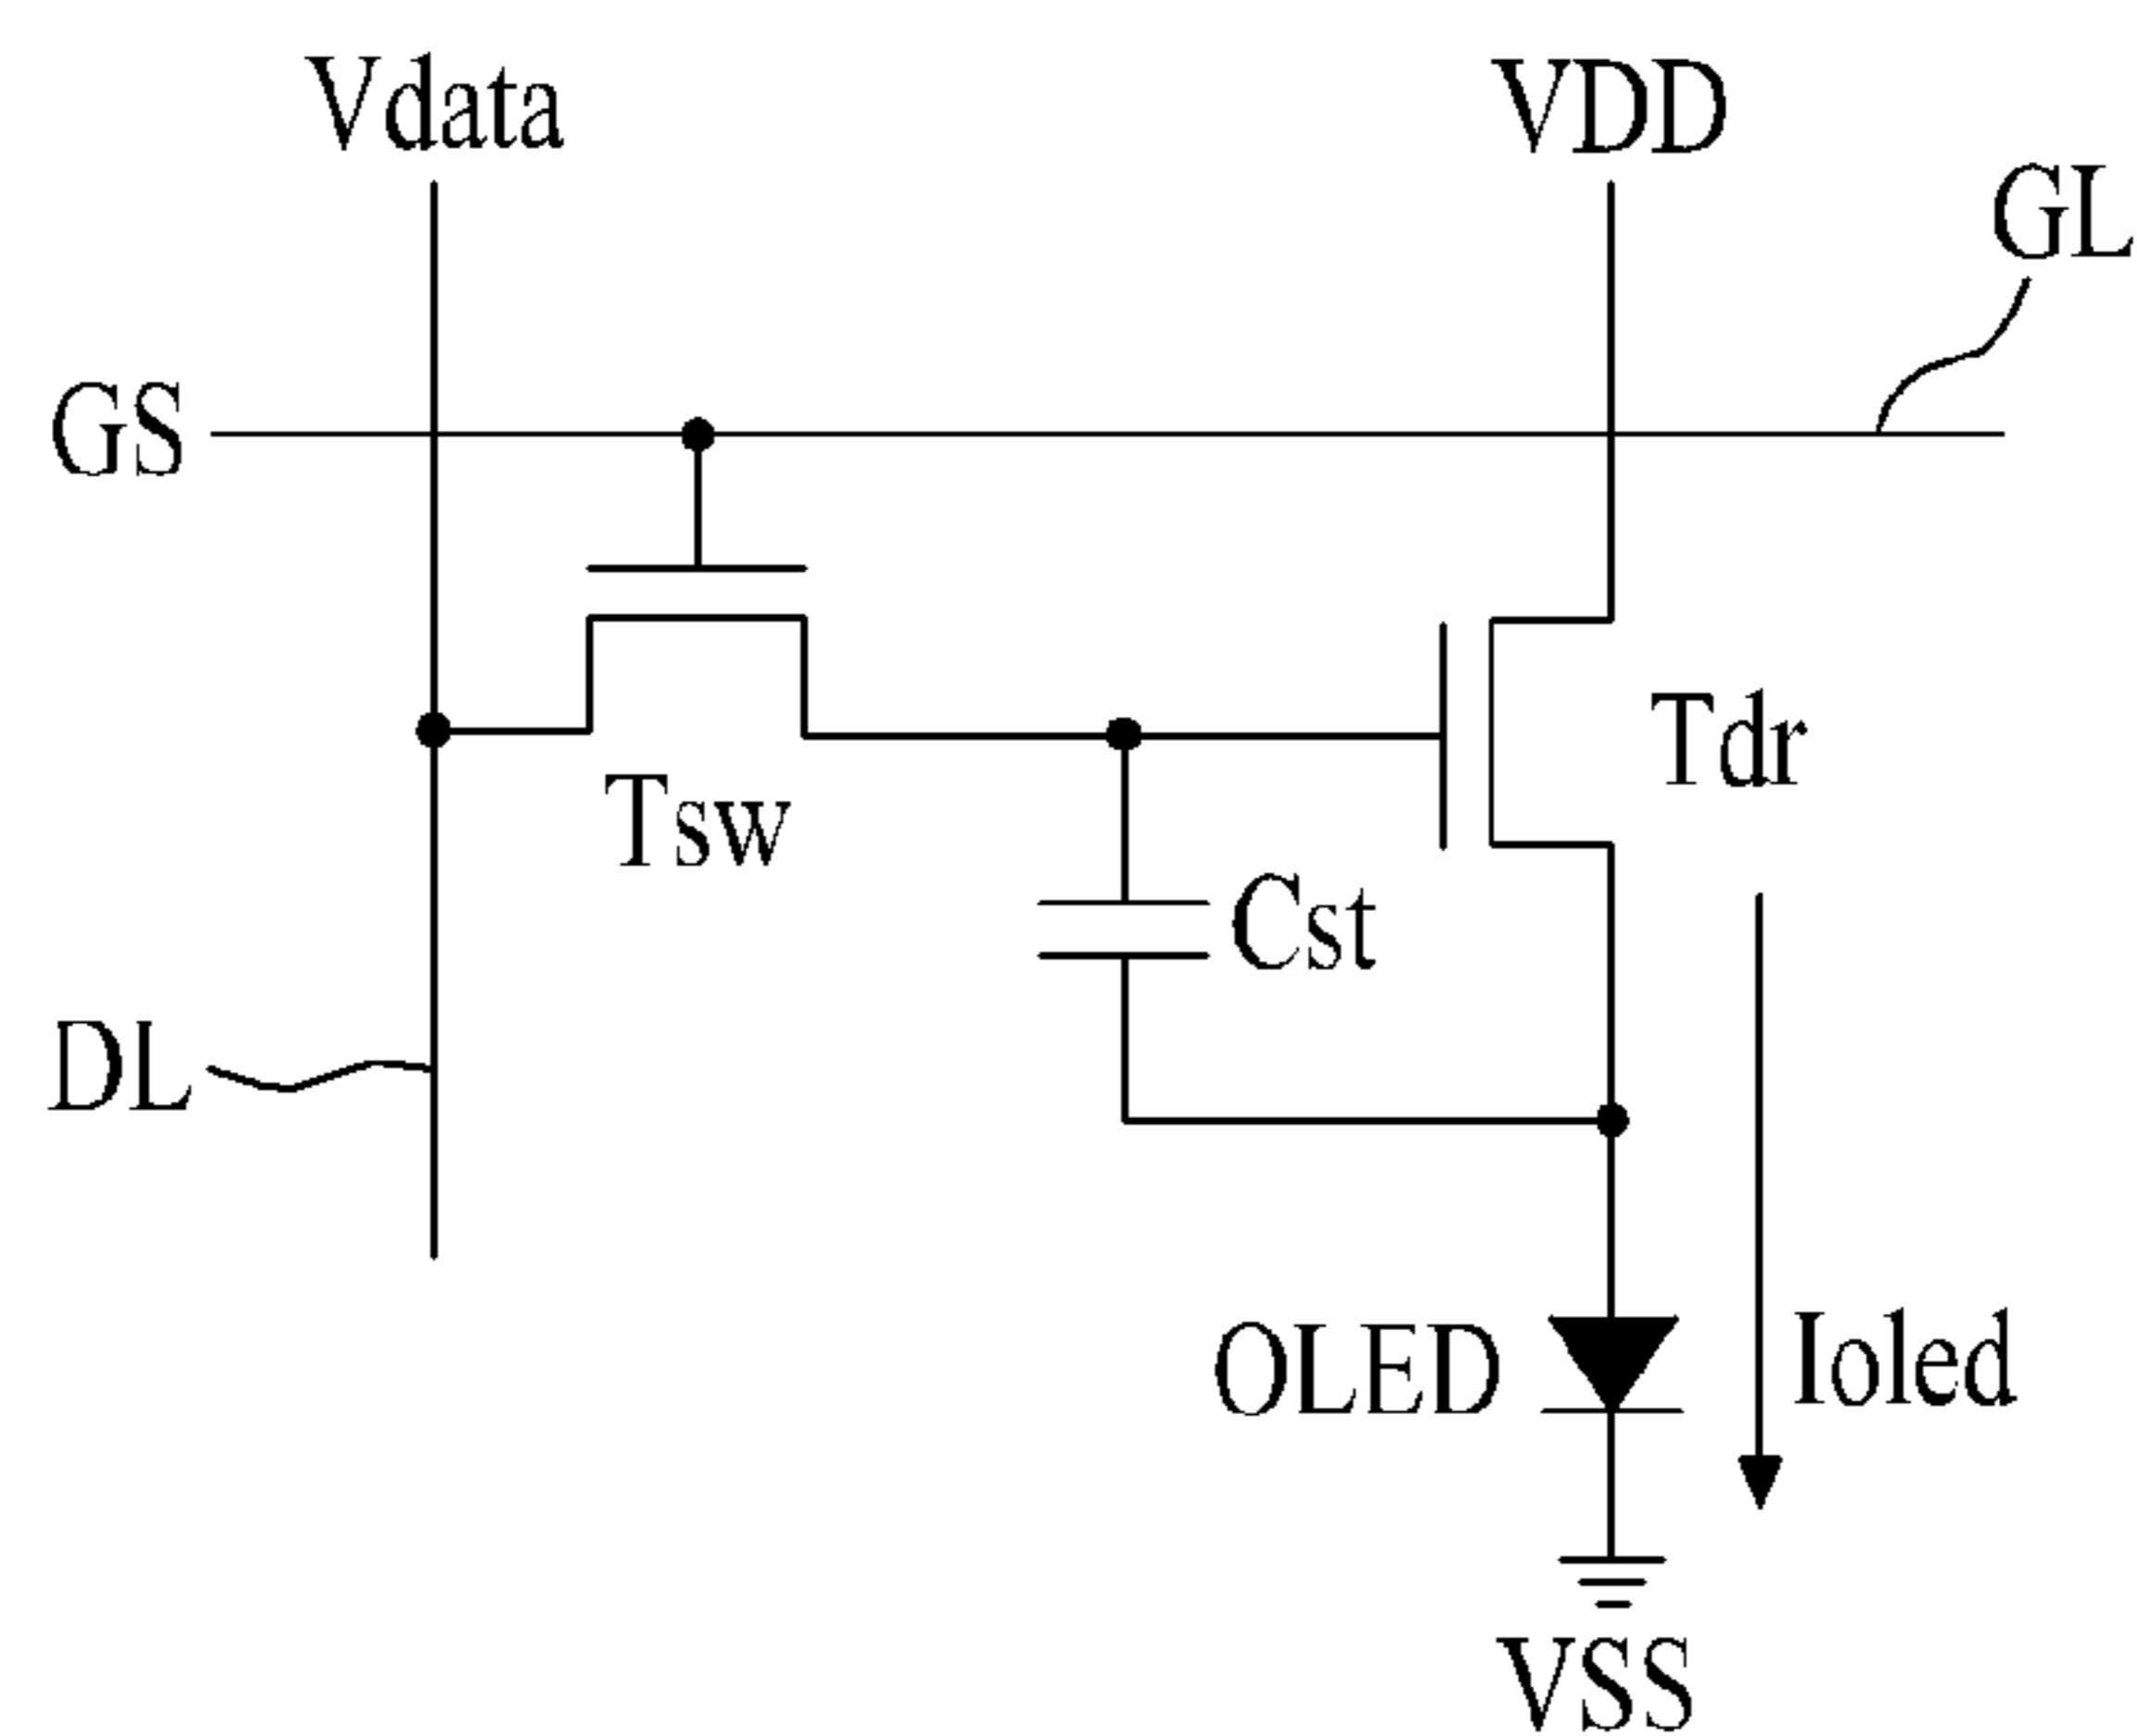 Vdata
VDD
GL
GS
Tdr
Tsw
Cst
DL
OLED
Ioled
VSS